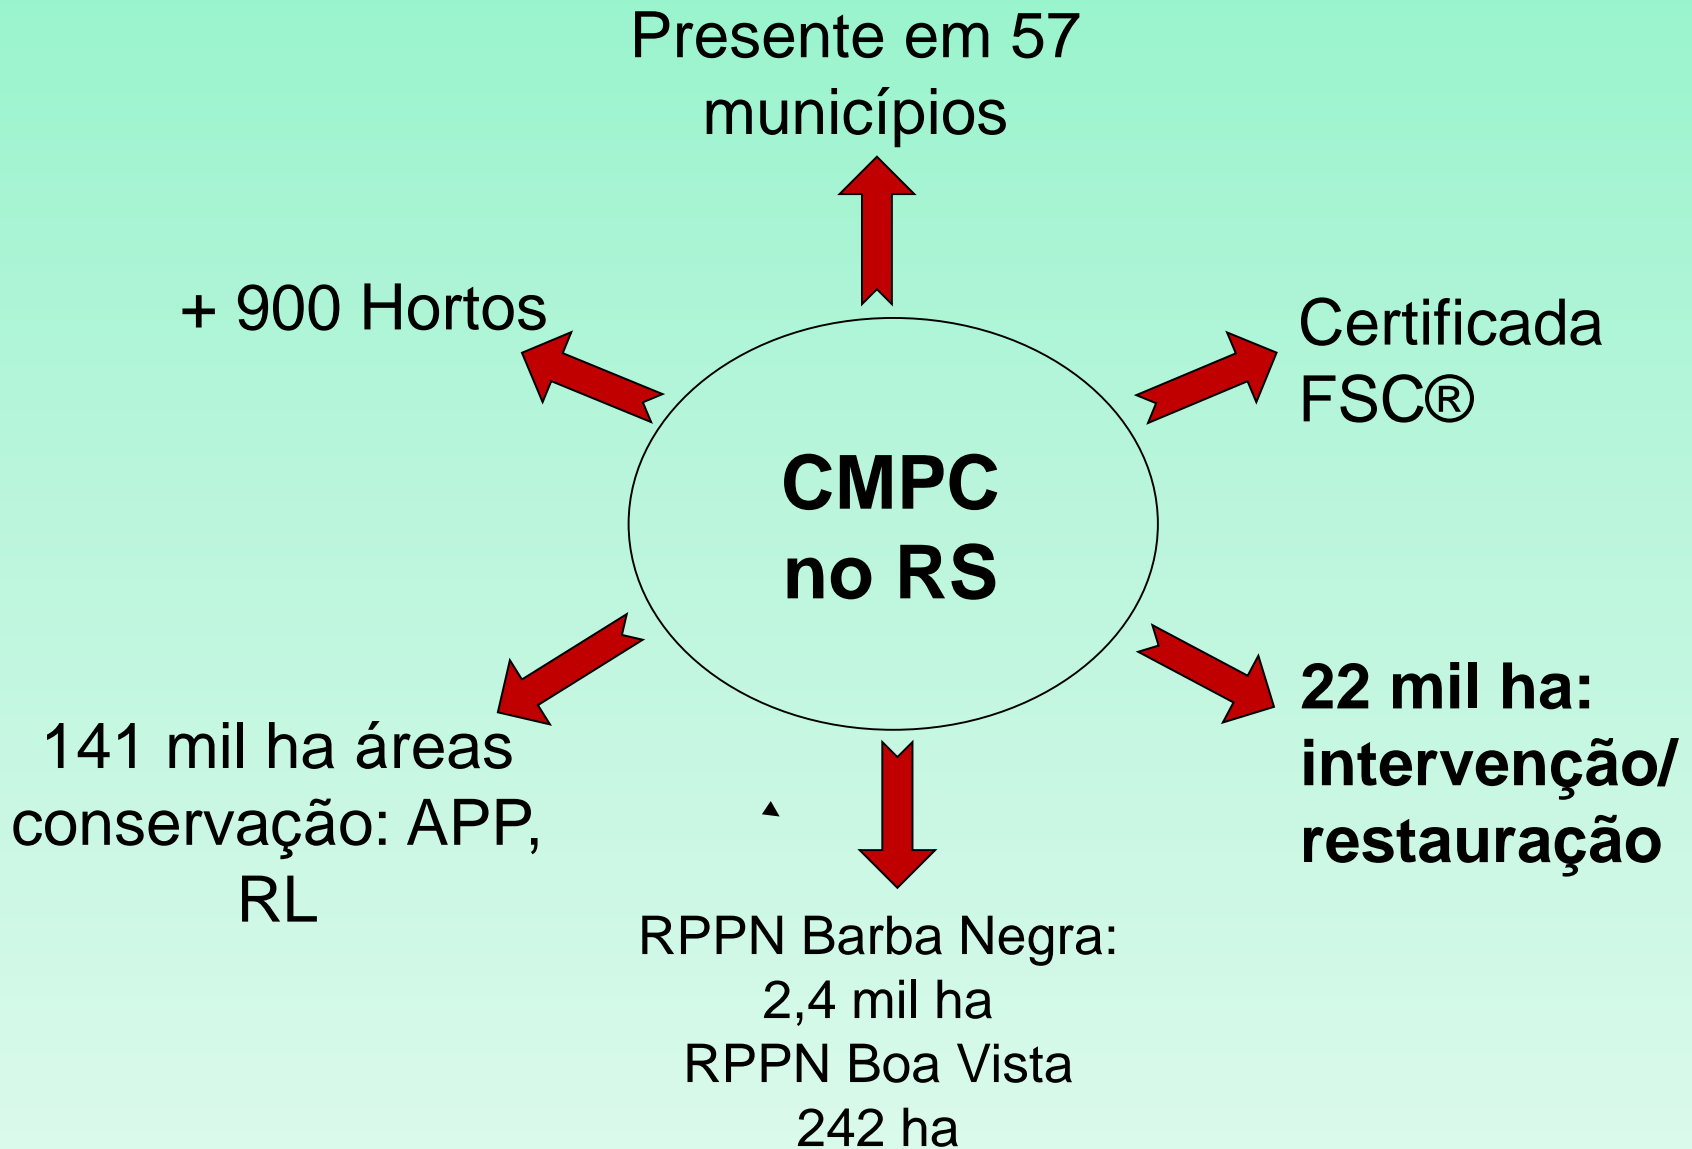 Presente em 57
municípios
+ 900 Hortos
Certificada
FSC®
CMPC
no RS
141 mil ha áreas
conservação: APP,
RL
22 mil ha:
intervenção/
restauração
RPPN Barba Negra:
2,4 mil ha
RPPN Boa Vista
242 ha